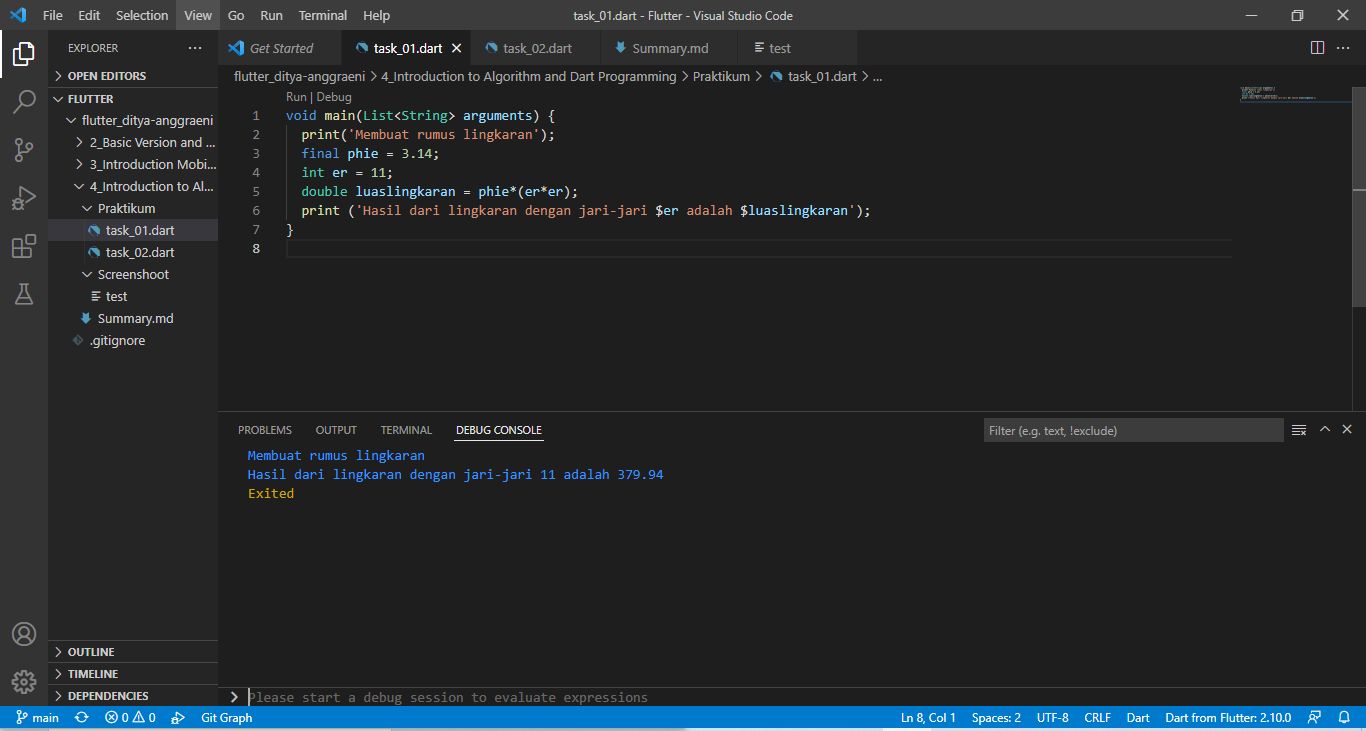 File Edit Selection View Go Run Terminal Help task_01.dart - Flutter - Visual Studio Code
EXPLORER ...
OPEN EDITORS
FLUTTER
flutter_ditya-anggraeni
2_Basic Version and ...
3_Introduction Mobi...
4_Introduction to Al...
Praktikum
task_01.dart
task_02.dart
Screenshoot
test
Summary.md
.gitignore
OUTLINE
TIMELINE
DEPENDENCIES
Get Started task_01.dart task_02.dart Summary.md test
flutter_ditya-anggraeni > 4_Introduction to Algorithm and Dart Programming > Praktikum > task_01.dart > ...
Run | Debug
1 void main(List<String> arguments) {
2 print('Membuat rumus lingkaran');
3 final phie = 3.14;
4 int er = 11;
5 double luaslingkaran = phie*(er*er);
6 print ('Hasil dari lingkaran dengan jari-jari $er adalah $luaslingkaran');
7 }
8
PROBLEMS OUTPUT TERMINAL DEBUG CONSOLE Filter (e.g. text, !exclude)
Membuat rumus lingkaran
Hasil dari lingkaran dengan jari-jari 11 adalah 379.94
Exited
Please start a debug session to evaluate expressions
main 0 0 Git Graph Ln 8, Col 1 Spaces: 2 UTF-8 CRLF Dart Dart from Flutter: 2.10.0